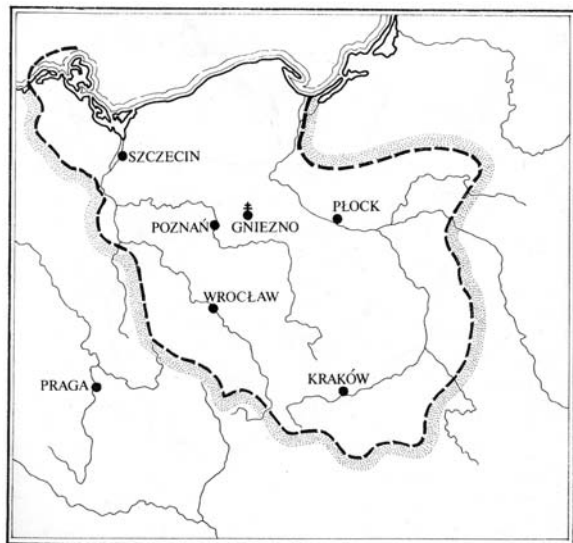 SZCZECIN
POZNAŃ
GNIEZNO
PŁOCK
WROCŁAW
PRAGA
KRAKÓW